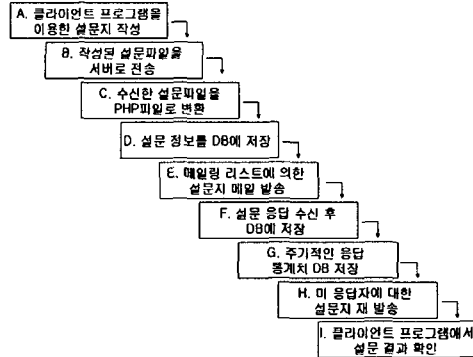 A. 클라이언트 프로그램을
이용한 설문지 작성
B. 작성된 설문파일을
서버로 전송
C. 수신한 설문파일을
PHP파일로 변환
D. 설문 정보를 DB에 저장
E. 메일링 리스트에 의한
설문지 메일 발송
F. 설문 응답 수신 후
DB에 저장
G. 주기적인 응답
통계치 DB 저장
H. 미 응답자에 대한
설문지 재 발송
I. 클라이언트 프로그램에서
설문 결과 확인